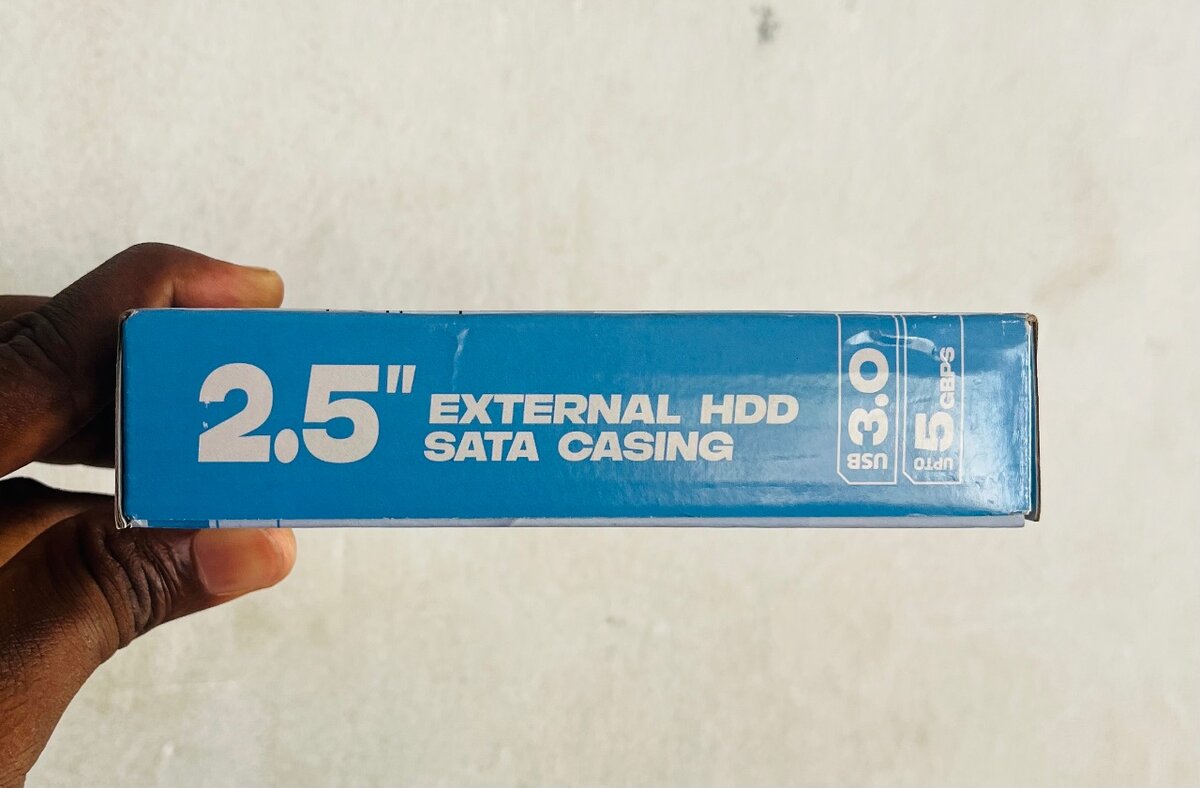 2.5" EXTERNAL HDD
SATA CASING
USB 3.0
UPTO 5 GBPS